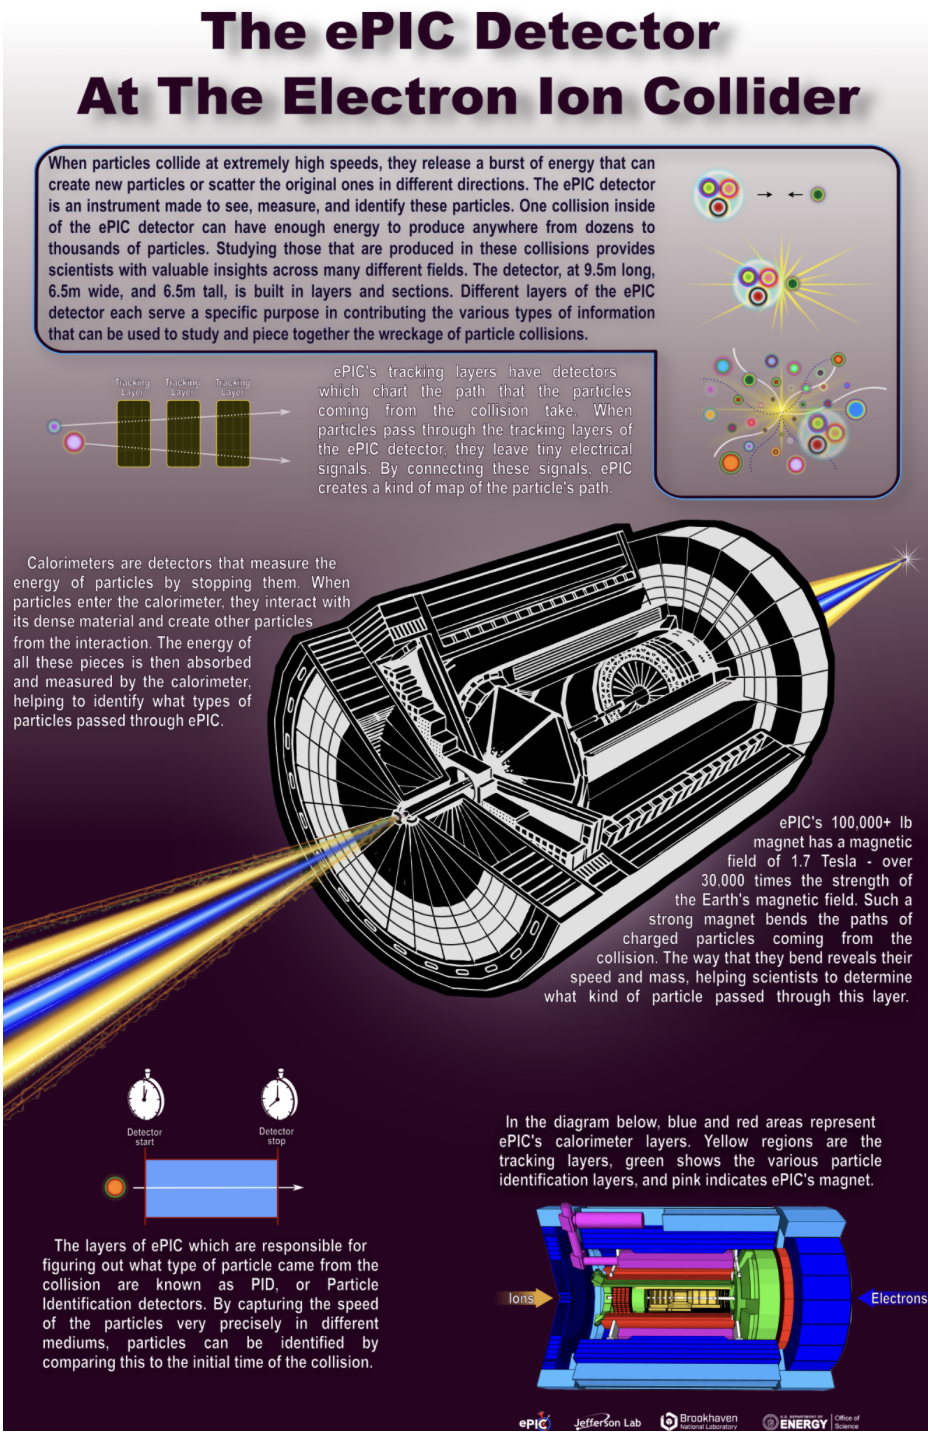 The ePIC Detector
At The Electron Ion Collider
When particles collide at extremely high speeds, they release a burst of energy that can
create new particles or scatter the original ones in different directions. The ePIC detector
is an instrument made to see, measure, and identify these particles. One collision inside
of the ePIC detector can have enough energy to produce anywhere from dozens to
thousands of particles. Studying those that are produced in these collisions provides
scientists with valuable insights across many different fields. The detector, at 9.5m long,
6.5m wide, and 6.5m tall, is built in layers and sections. Different layers of the ePIC
detector each serve a specific purpose in contributing the various types of information
that can be used to study and piece together the wreckage of particle collisions.
Tracking Layer
Tracking Layer
Tracking Layer
ePIC's tracking layers have detectors
which chart the path that the particles
coming from the collision take. When
particles pass through the tracking layers of
the ePIC detector, they leave tiny electrical
signals. By connecting these signals, ePIC
creates a kind of map of the particle's path.
Calorimeters are detectors that measure the
energy of particles by stopping them. When
particles enter the calorimeter, they interact with
its dense material and create other particles
from the interaction. The energy of
all these pieces is then absorbed
and measured by the calorimeter,
helping to identify what types of
particles passed through ePIC.
ePIC's 100,000+ lb
magnet has a magnetic
field of 1.7 Tesla - over
30,000 times the strength of
the Earth's magnetic field. Such a
strong magnet bends the paths of
charged particles coming from the
collision. The way that they bend reveals their
speed and mass, helping scientists to determine
what kind of particle passed through this layer.
Detector
start
Detector
stop
The layers of ePIC which are responsible for
figuring out what type of particle came from the
collision are known as PID, or Particle
Identification detectors. By capturing the speed
of the particles very precisely in different
mediums, particles can be identified by
comparing this to the initial time of the collision.
In the diagram below, blue and red areas represent
ePIC's calorimeter layers. Yellow regions are the
tracking layers, green shows the various particle
identification layers, and pink indicates ePIC's magnet.
Ions
Electrons
ePIC
Jefferson Lab
Brookhaven
National Laboratory
U.S. DEPARTMENT OF
ENERGY
Office of
Science